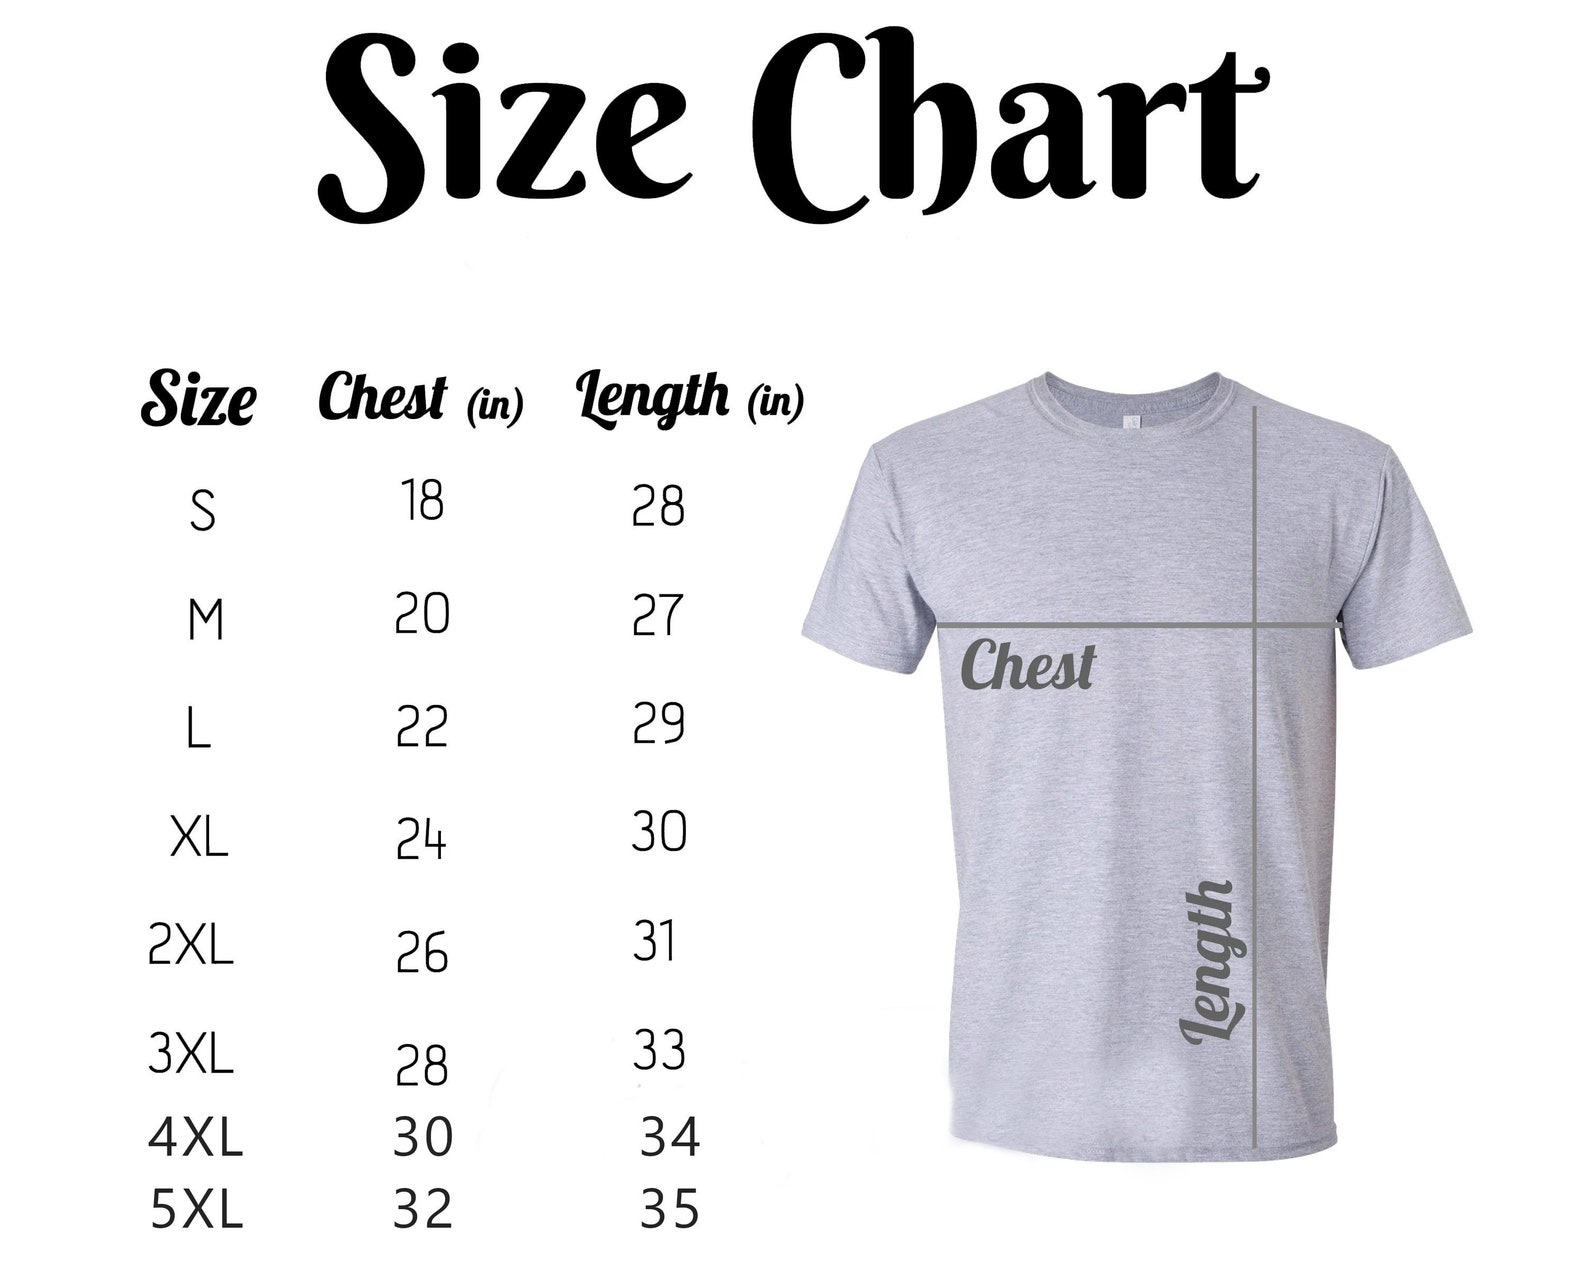 Size Chart
Size Chest (in) Length (in)
S 18 28
M 20 27
L 22 29
XL 24 30
2XL 26 31
3XL 28 33
4XL 30 34
5XL 32 35
Chest
Length